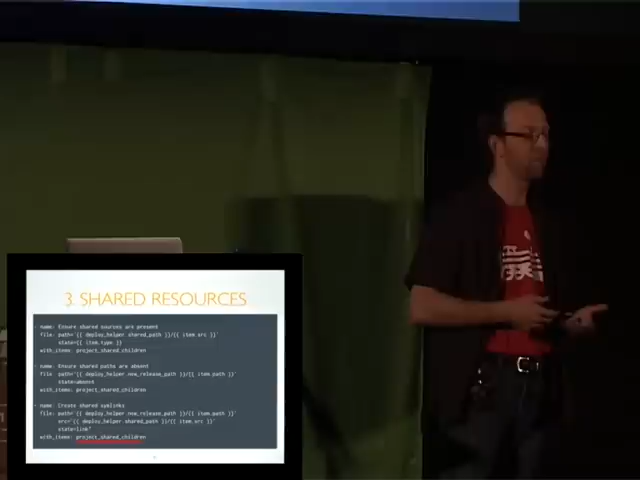 3. SHARED RESOURCES
- name: Ensure shared sources are present
file: path='{{ deploy_helper.shared_path }}/{{ item.src }}'
state={{ item.type }}
with_items: project_shared_children
- name: Ensure shared paths are absent
file: path='{{ deploy_helper.new_release_path }}/{{ item.path }}'
state=absent
with_items: project_shared_children
- name: Create shared symlinks
file: path='{{ deploy_helper.new_release_path }}/{{ item.path }}'
src='{{ deploy_helper.shared_path }}/{{ item.src }}'
state=link"
with_items: project_shared_children